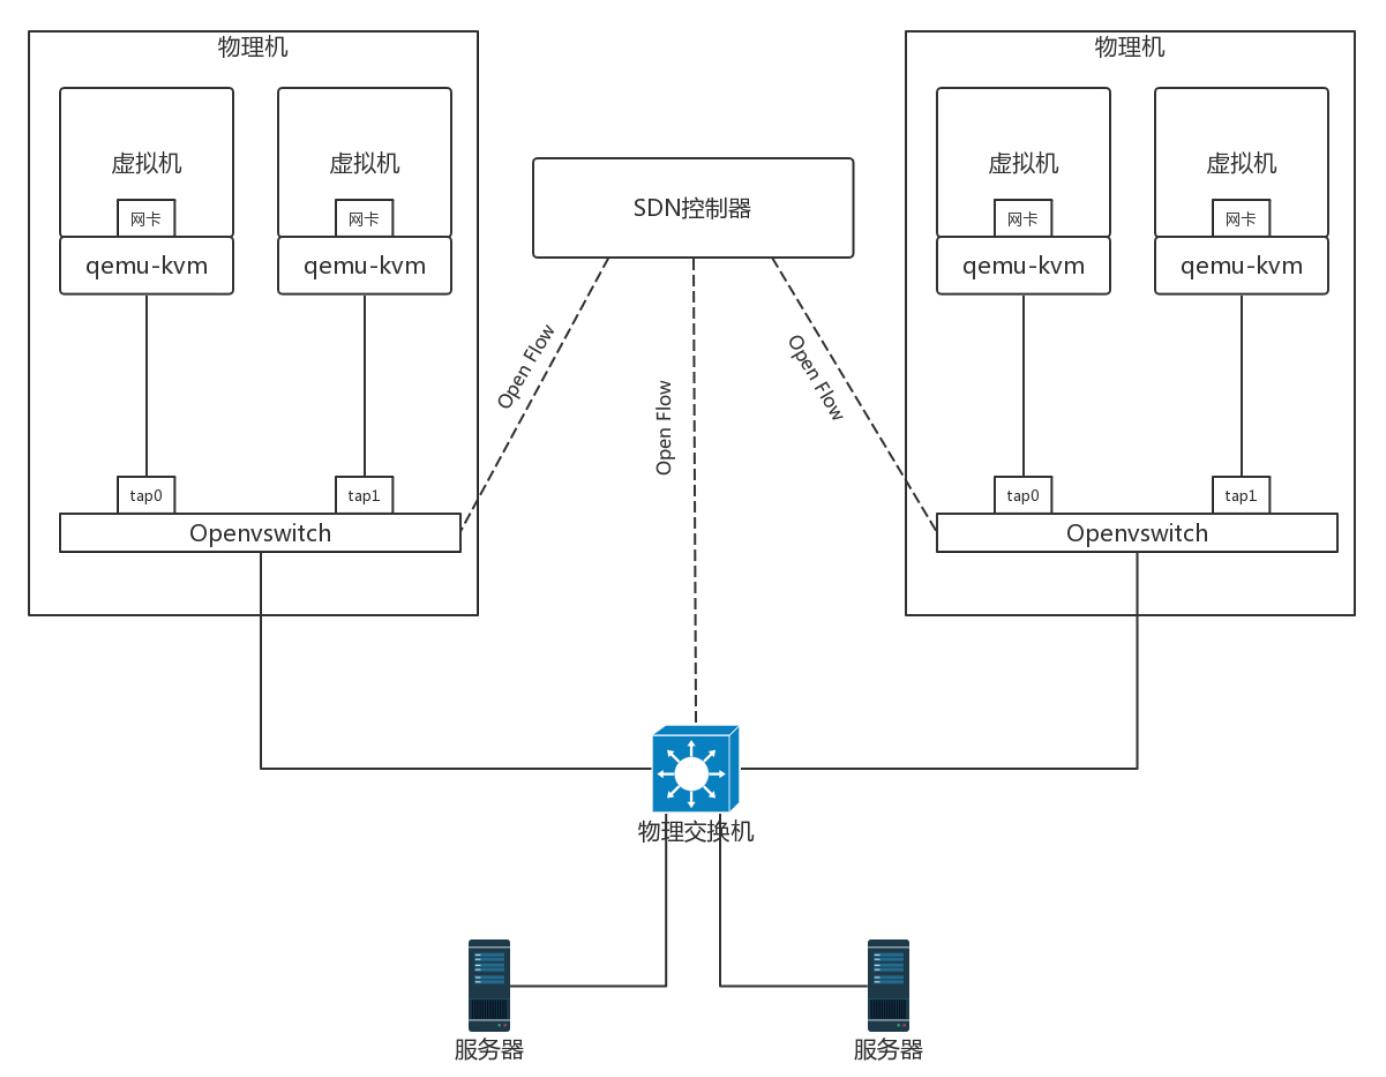 物理机
虚拟机
网卡
qemu-kvm
虚拟机
网卡
qemu-kvm
tap0
tap1
Openvswitch
SDN控制器
Open Flow
Open Flow
Open Flow
物理机
虚拟机
网卡
qemu-kvm
虚拟机
网卡
qemu-kvm
tap0
tap1
Openvswitch
物理交换机
服务器
服务器